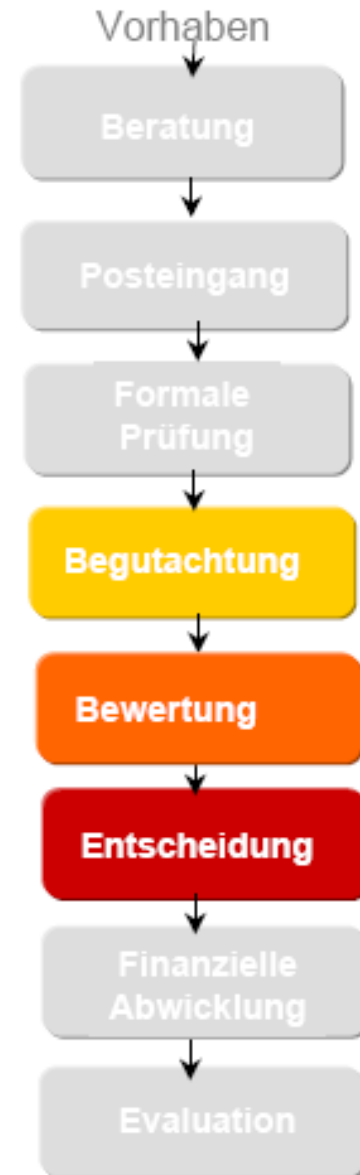 Vorhaben
Beratung
Posteingang
Formale
Prüfung
Begutachtung
Bewertung
Entscheidung
Finanzielle
Abwicklung
Evaluation